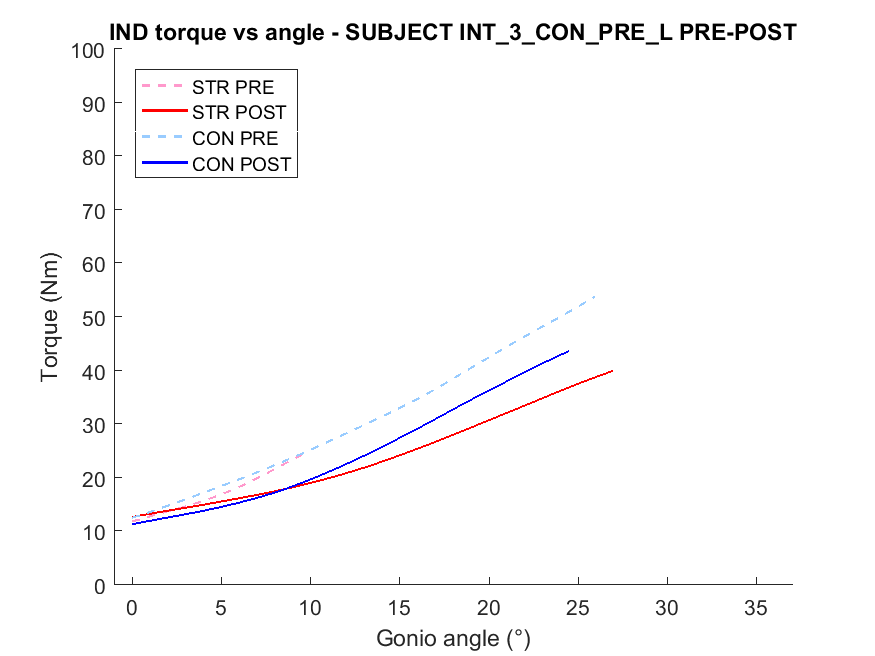 IND torque vs angle - SUBJECT INT_3_CON_PRE_L PRE-POST
100
90
80
70
60
50
40
30
20
10
0
Torque (Nm)
STR PRE
STR POST
CON PRE
CON POST
0 5 10 15 20 25 30 35
Gonio angle (°)